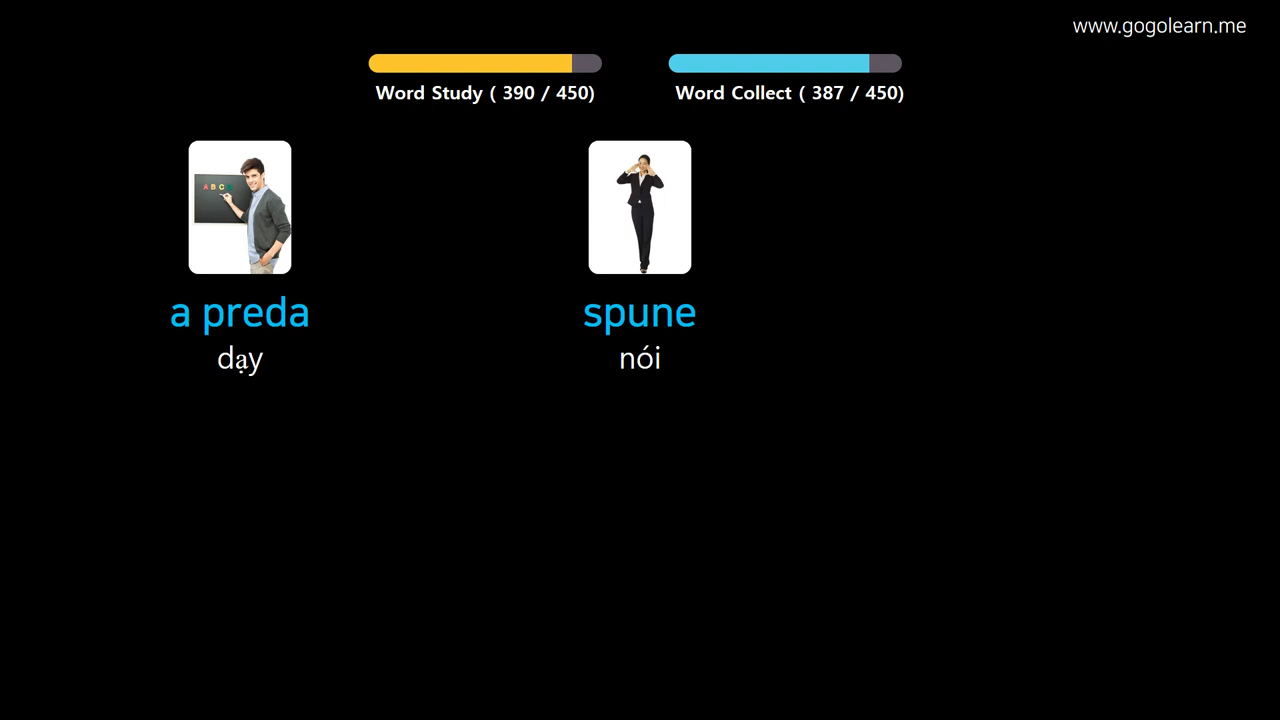 www.gogolearn.me
Word Study ( 390 / 450)
Word Collect ( 387 / 450)
A B C
a preda
spune
dạy
nói